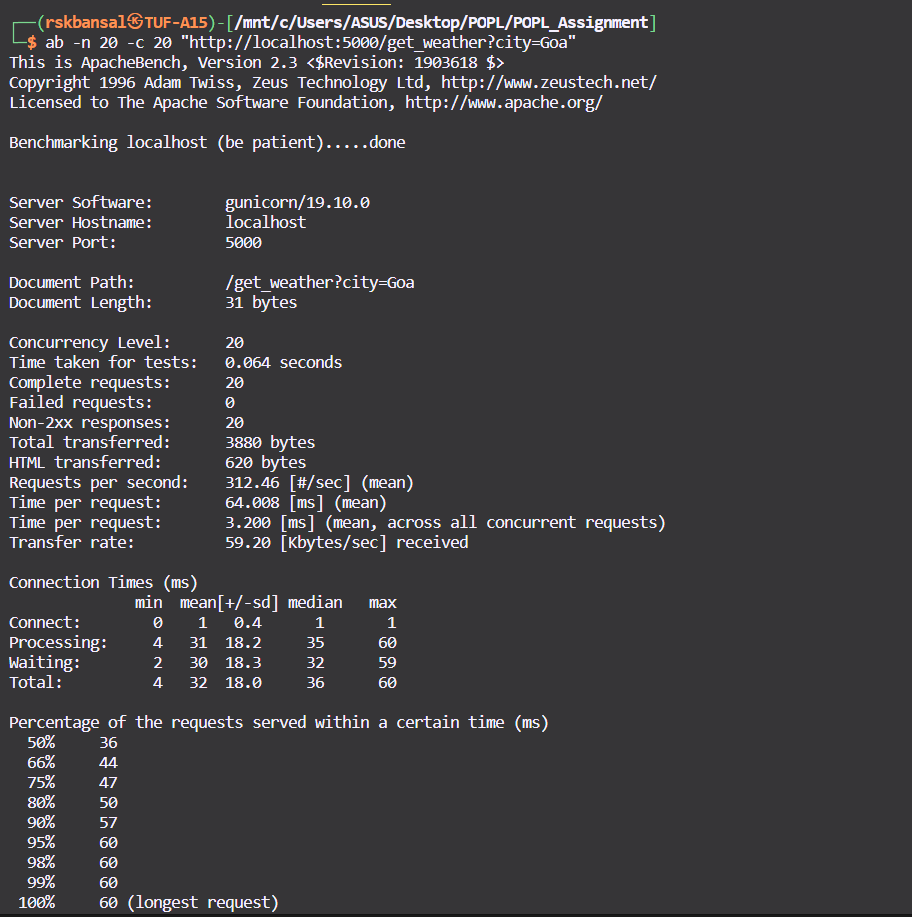 ┌──(rskbansal㉿TUF-A15)-[/mnt/c/Users/ASUS/Desktop/POPL/POPL_Assignment]
└─$ ab -n 20 -c 20 "http://localhost:5000/get_weather?city=Goa"
This is ApacheBench, Version 2.3 <$Revision: 1903618 $>
Copyright 1996 Adam Twiss, Zeus Technology Ltd, http://www.zeustech.net/
Licensed to The Apache Software Foundation, http://www.apache.org/

Benchmarking localhost (be patient).....done


Server Software:        gunicorn/19.10.0
Server Hostname:        localhost
Server Port:            5000

Document Path:          /get_weather?city=Goa
Document Length:        31 bytes

Concurrency Level:      20
Time taken for tests:   0.064 seconds
Complete requests:      20
Failed requests:        0
Non-2xx responses:      20
Total transferred:      3880 bytes
HTML transferred:       620 bytes
Requests per second:    312.46 [#/sec] (mean)
Time per request:       64.008 [ms] (mean)
Time per request:       3.200 [ms] (mean, across all concurrent requests)
Transfer rate:          59.20 [Kbytes/sec] received

Connection Times (ms)
              min  mean[+/-sd] median   max
Connect:        0    1   0.4      1       1
Processing:     4   31  18.2     35      60
Waiting:        2   30  18.3     32      59
Total:          4   32  18.0     36      60

Percentage of the requests served within a certain time (ms)
  50%     36
  66%     44
  75%     47
  80%     50
  90%     57
  95%     60
  98%     60
  99%     60
 100%     60 (longest request)